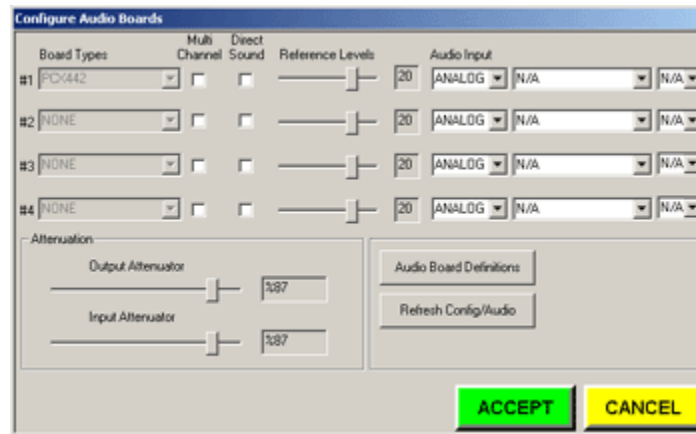 Configure Audio Boards
Multi Direct
Board Types Channel Sound Reference Levels Audio Input
#1 PCX442 20 ANALOG N/A N/A
#2 NONE 20 ANALOG N/A N/A
#3 NONE 20 ANALOG N/A N/A
#4 NONE 20 ANALOG N/A N/A
Attenuation
Output Attenuator
%87
Input Attenuator
%87
Audio Board Definitions
Refresh Config/Audio
ACCEPT CANCEL